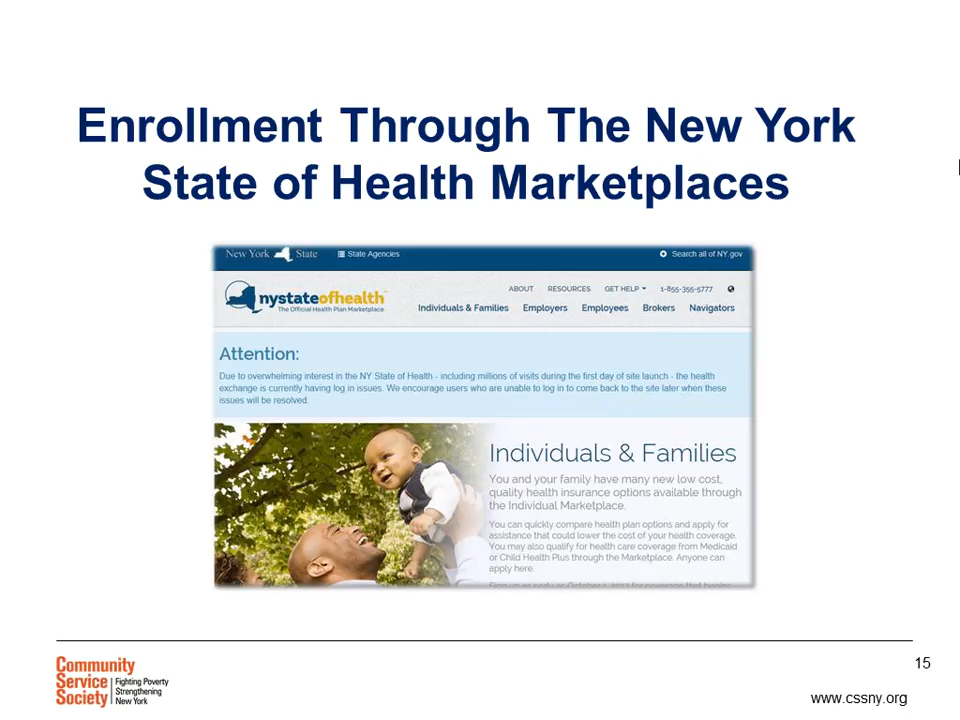 Enrollment Through The New York
State of Health Marketplaces
New York State
State Agencies
Search all of NY.gov
nystateofhealth
The Official Health Plan Marketplace
ABOUT RESOURCES GET HELP 1-855-355-5777
Individuals & Families Employers Employees Brokers Navigators
Attention:
Due to overwhelming interest in the NY State of Health - including millions of visits during the first day of site launch - the health
exchange is currently having log in issues. We encourage users who are unable to log in to come back to the site later when these
issues will be resolved.
Individuals & Families
You and your family have many new low cost,
quality health insurance options available through
the Individual Marketplace.
You can quickly compare health plan options and apply for
assistance that could lower the cost of your health coverage.
You may also qualify for health care coverage from Medicaid
or Child Health Plus through the Marketplace. Anyone can
apply here.
Community
Service
Society
Fighting Poverty
Strengthening
New York
15
www.cssny.org